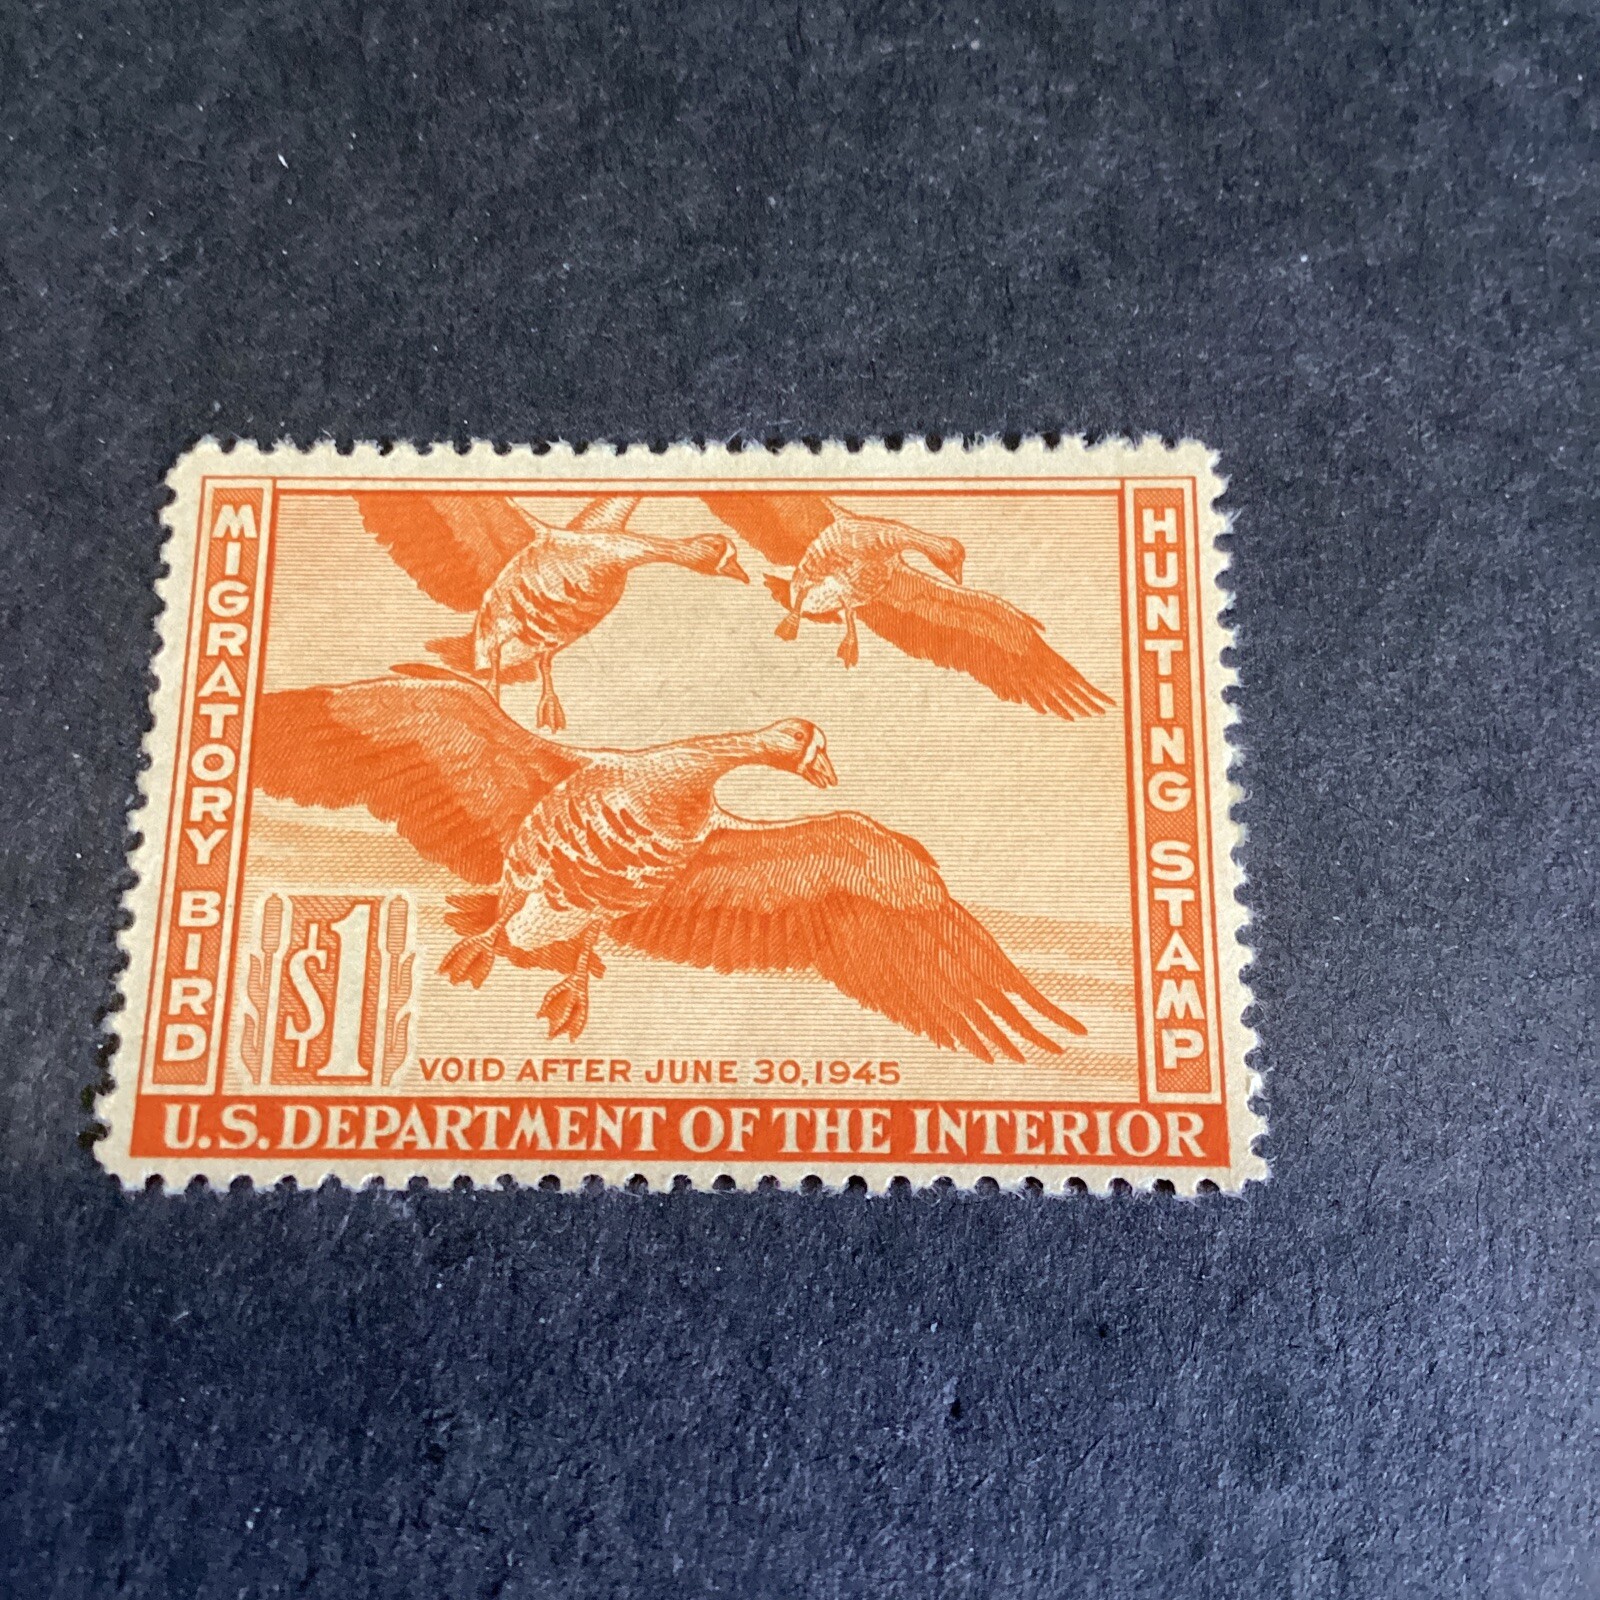 MIGRATORY BIRD
HUNTING STAMP
$1
VOID AFTER JUNE 30, 1945
U.S. DEPARTMENT OF THE INTERIOR